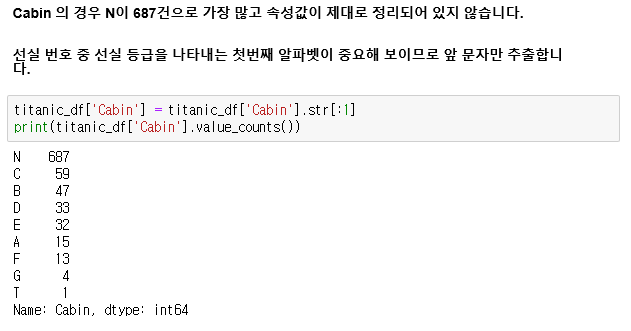 Cabin 의 경우 N이 687건으로 가장 많고 속성값이 제대로 정리되어 있지 않습니다.
선실 번호 중 선실 등급을 나타내는 첫번째 알파벳이 중요해 보이므로 앞 문자만 추출합니
다.
titanic_df['Cabin'] = titanic_df['Cabin'].str[:1]
print(titanic_df['Cabin'].value_counts())
N    687
C     59
B     47
D     33
E     32
A     15
F     13
G      4
T      1
Name: Cabin, dtype: int64